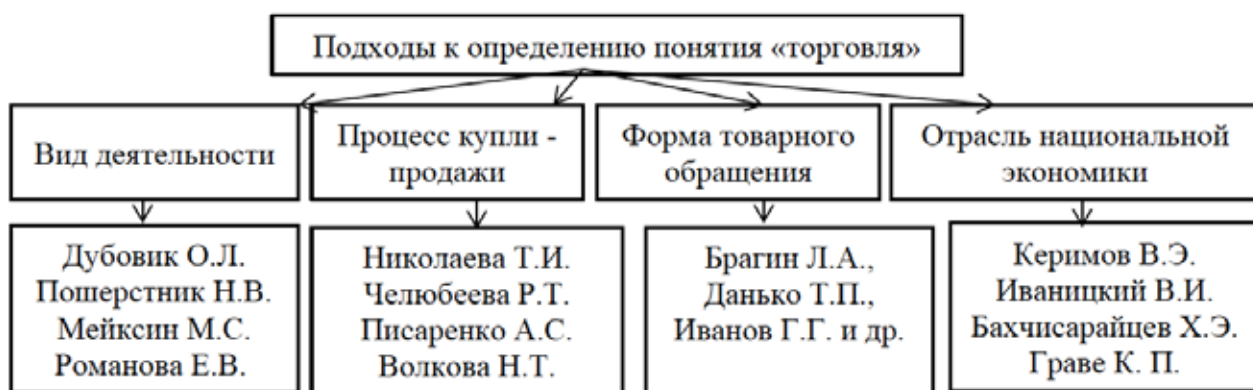 Подходы к определению понятия «торговля»
Вид деятельности
Процесс купли -
продажи
Форма товарного
обращения
Отрасль национальной
экономики
Дубовик О.Л.
Пошерстник Н.В.
Мейксин М.С.
Романова Е.В.
Николаева Т.И.
Челюбеева Р.Т.
Писаренко А.С.
Волкова Н.Т.
Брагин Л.А.,
Данько Т.П.,
Иванов Г.Г. и др.
Керимов В.Э.
Иваницкий В.И.
Бахчисарайцев Х.Э.
Граве К. П.